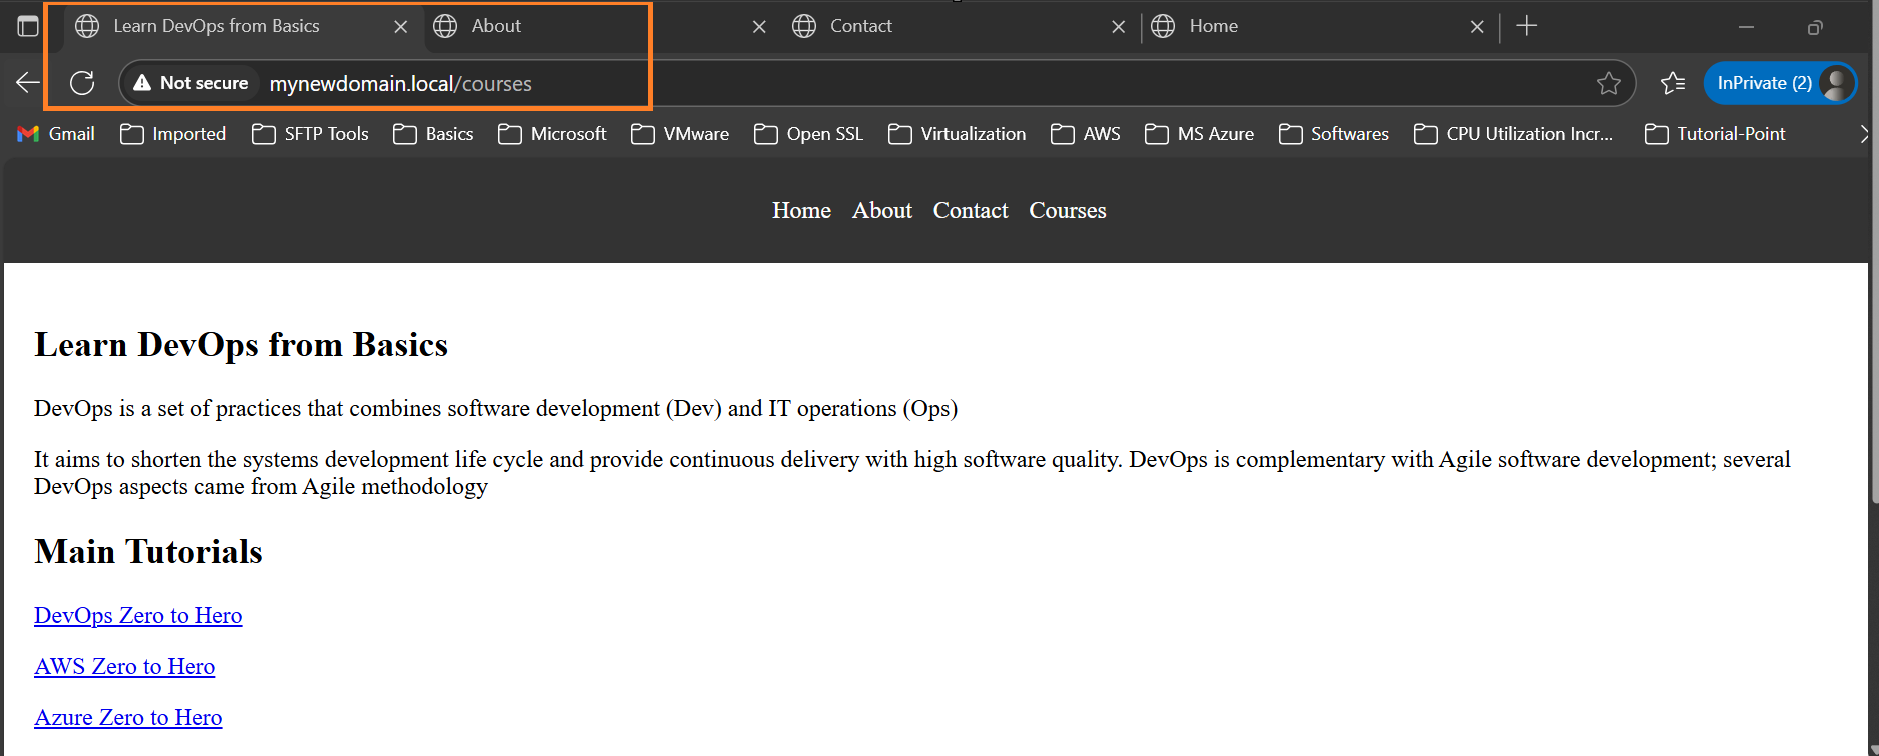 Learn DevOps from Basics About Contact Home
Not secure mynewdomain.local/courses InPrivate (2)
Gmail Imported SFTP Tools Basics Microsoft VMware Open SSL Virtualization AWS MS Azure Softwares CPU Utilization Incr... Tutorial-Point
Home About Contact Courses
Learn DevOps from Basics
DevOps is a set of practices that combines software development (Dev) and IT operations (Ops)
It aims to shorten the systems development life cycle and provide continuous delivery with high software quality. DevOps is complementary with Agile software development; several
DevOps aspects came from Agile methodology
Main Tutorials
DevOps Zero to Hero
AWS Zero to Hero
Azure Zero to Hero